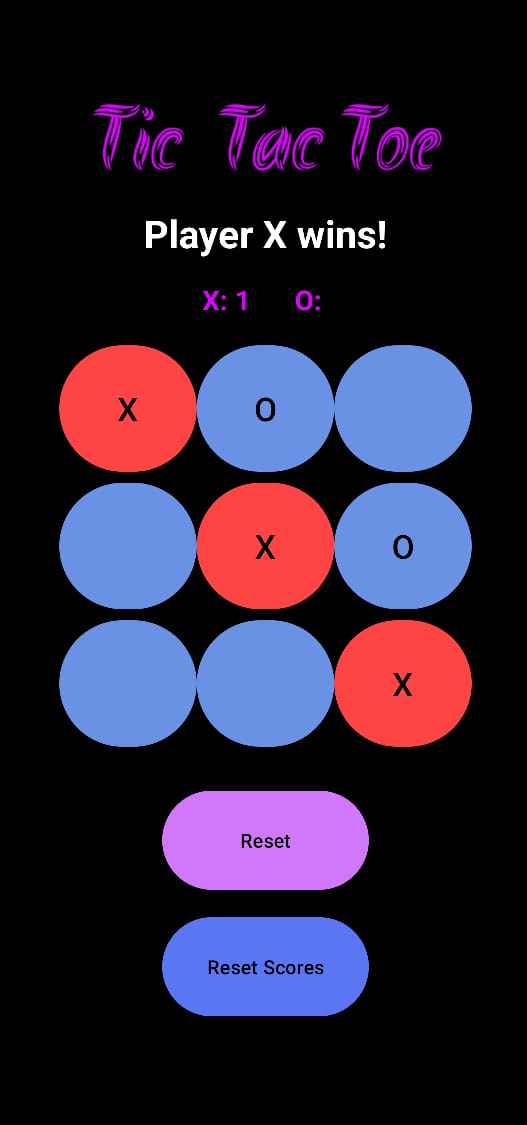 Tic Tac Toe
Player X wins!
X: 1 O:
X O
X O
X
Reset
Reset Scores